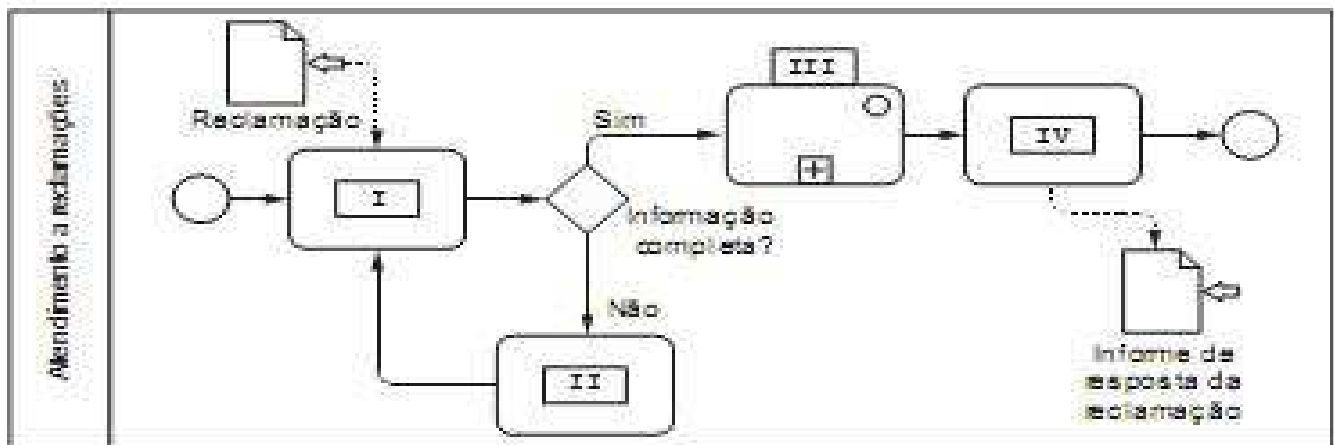 Atendimento a reclamações
Reclamação
I
Sim
Informação
completa?
Não
II
III
IV
Informe de
resposta da
reclamação